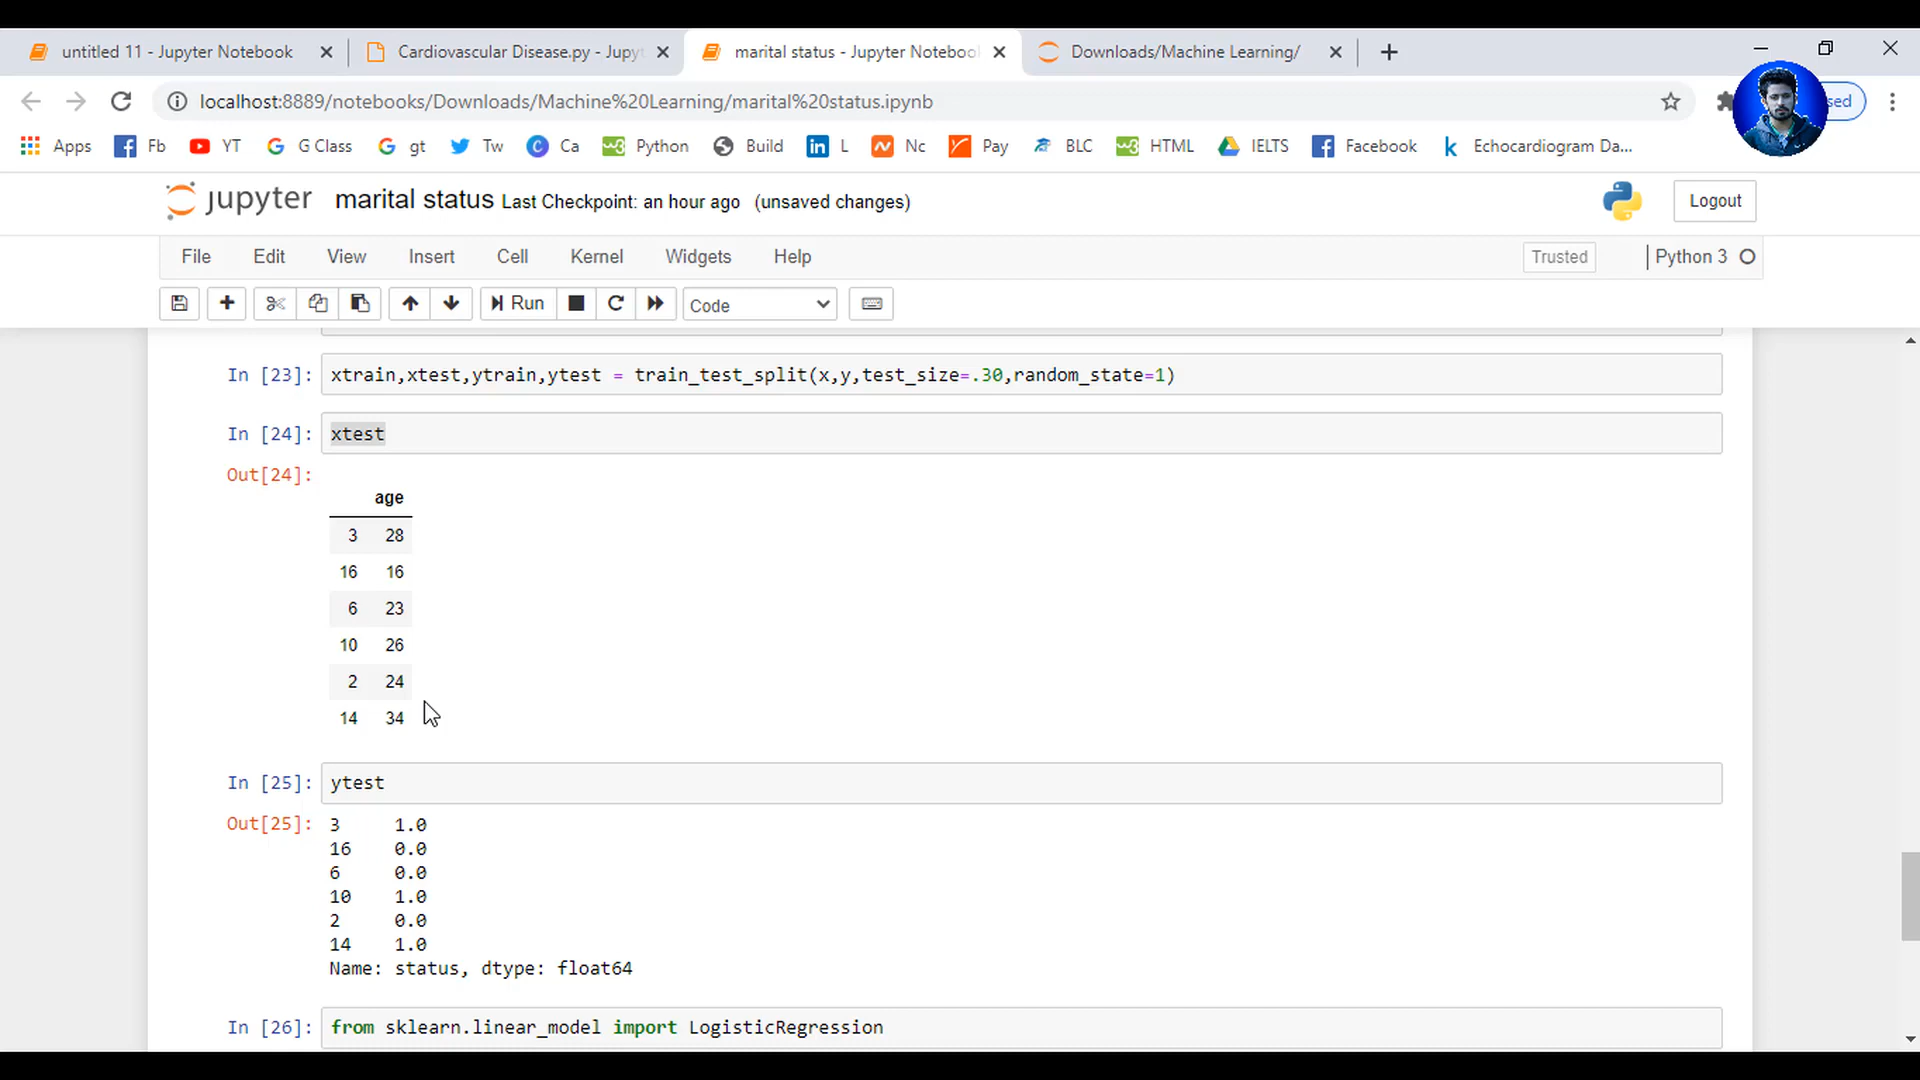 untitled 11 - Jupyter Notebook
Cardiovascular Disease.py - Jupyt
marital status - Jupyter Notebook
Downloads/Machine Learning/
localhost:8889/notebooks/Downloads/Machine%20Learning/marital%20status.ipynb
Apps Fb YT G Class gt Tw Ca Python Build L Nc Pay BLC HTML IELTS Facebook Echocardiogram Da...
jupyter marital status Last Checkpoint: an hour ago (unsaved changes)
Logout
File Edit View Insert Cell Kernel Widgets Help Trusted Python 3
Run Code
In [23]: xtrain,xtest,ytrain,ytest = train_test_split(x,y,test_size=.30,random_state=1)
In [24]: xtest
Out[24]:
age
3 28
16 16
6 23
10 26
2 24
14 34
In [25]: ytest
Out[25]: 3 1.0
16 0.0
6 0.0
10 1.0
2 0.0
14 1.0
Name: status, dtype: float64
In [26]: from sklearn.linear_model import LogisticRegression